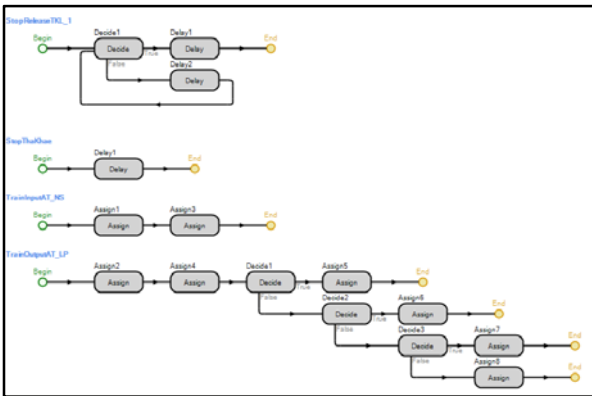 StopReleaseTKL_1
Begin Decide1 Delay1 End
Decide True Delay
False Delay2
Delay
StopThaKhae
Begin Delay1 End
Delay
TrainInputAT_NS
Begin Assign1 Assign3 End
Assign Assign
TrainOutputAT_LP
Begin Assign2 Assign4 Decide1 Assign5 End
Assign Assign Decide True Assign
False Decide2 Assign6 End
Decide True Assign
False Decide3 Assign7 End
Decide True Assign
False Assign8 End
Assign